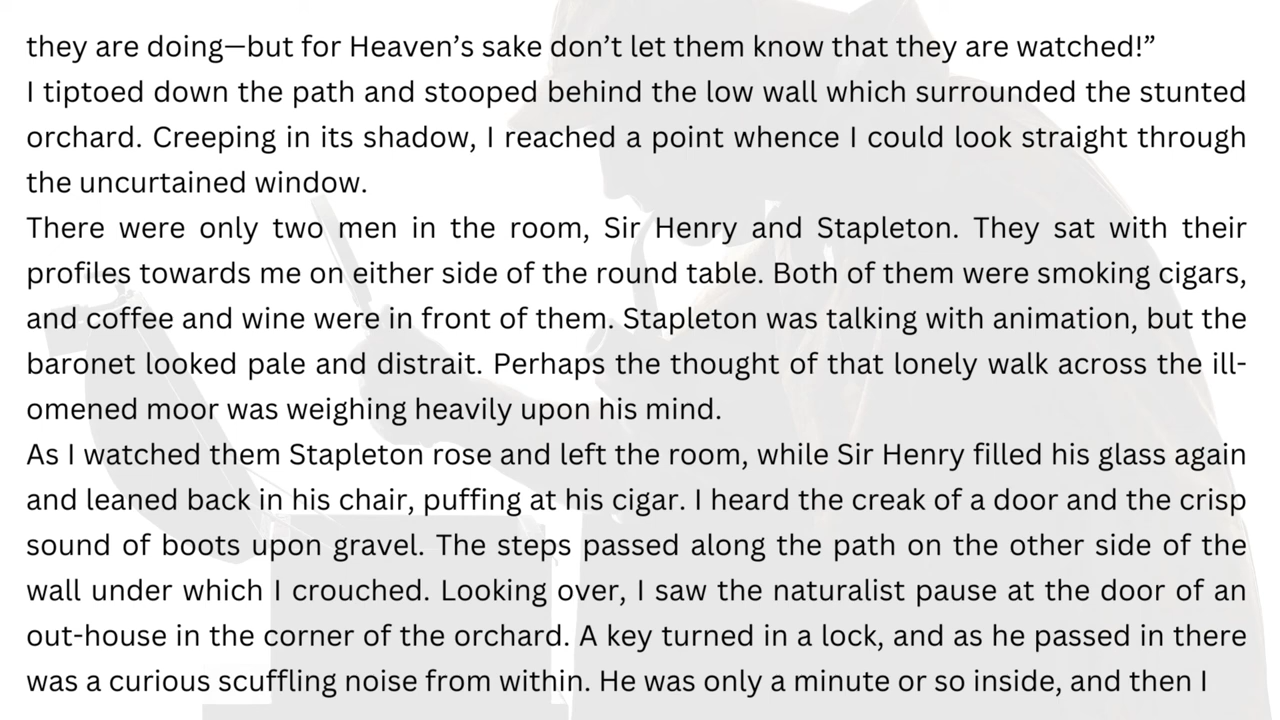 they are doing—but for Heaven’s sake don’t let them know that they are watched!”
I tiptoed down the path and stooped behind the low wall which surrounded the stunted
orchard. Creeping in its shadow, I reached a point whence I could look straight through
the uncurtained window.
There were only two men in the room, Sir Henry and Stapleton. They sat with their
profiles towards me on either side of the round table. Both of them were smoking cigars,
and coffee and wine were in front of them. Stapleton was talking with animation, but the
baronet looked pale and distrait. Perhaps the thought of that lonely walk across the ill-
omened moor was weighing heavily upon his mind.
As I watched them Stapleton rose and left the room, while Sir Henry filled his glass again
and leaned back in his chair, puffing at his cigar. I heard the creak of a door and the crisp
sound of boots upon gravel. The steps passed along the path on the other side of the
wall under which I crouched. Looking over, I saw the naturalist pause at the door of an
out-house in the corner of the orchard. A key turned in a lock, and as he passed in there
was a curious scuffling noise from within. He was only a minute or so inside, and then I